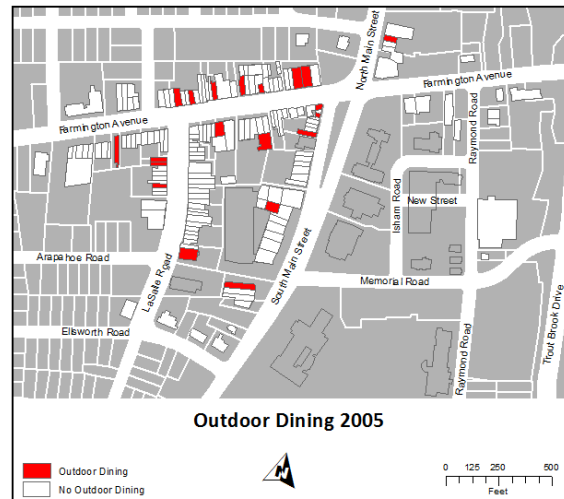 North Main Street
Farmington Avenue
Farmington Avenue
Raymond Road
Isham Road
New Street
Arapahoe Road
LaSalle Road
South Main Street
Memorial Road
Ellsworth Road
Raymond Road
Trout Brook Drive
Outdoor Dining 2005
Outdoor Dining
No Outdoor Dining
N
0 125 250 500
Feet